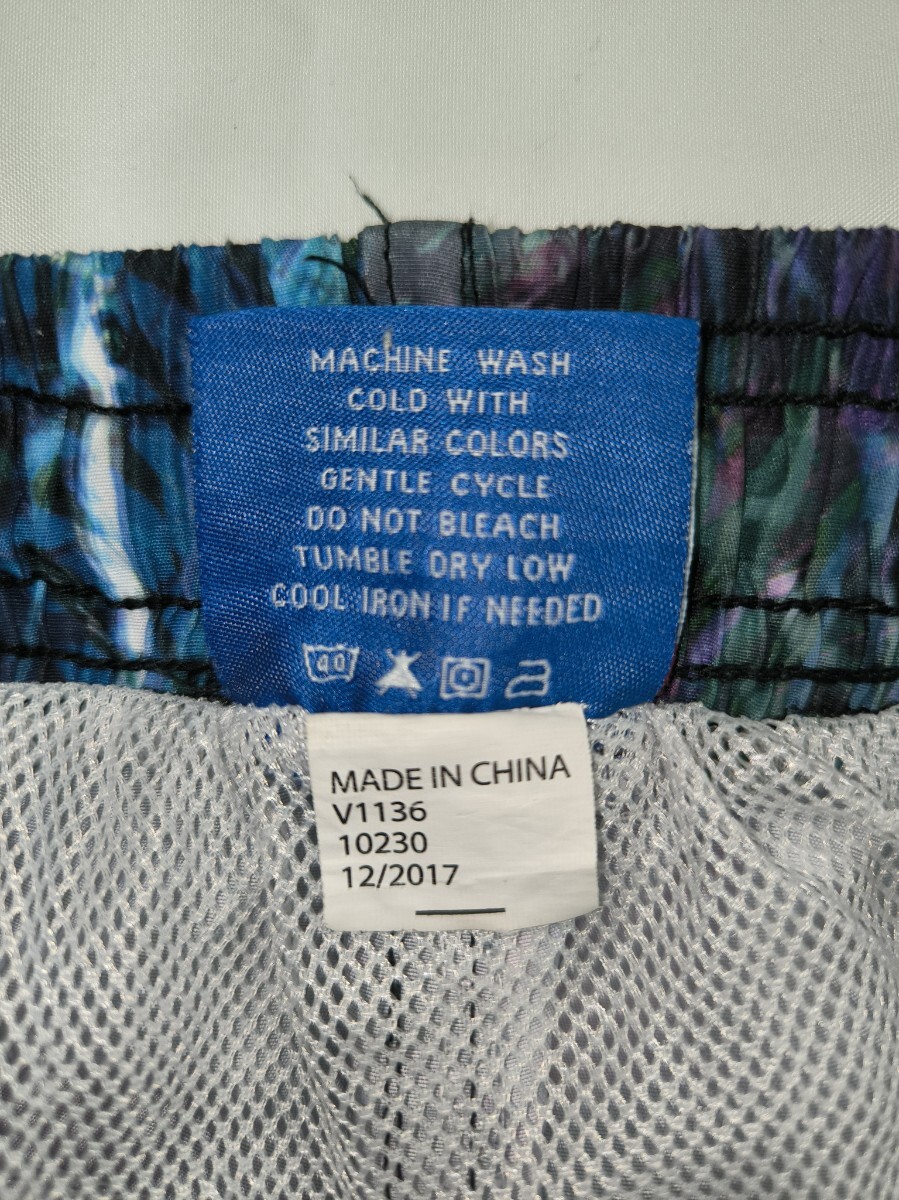 MACHINE WASH
COLD WITH
SIMILAR COLORS
GENTLE CYCLE
DO NOT BLEACH
TUMBLE DRY LOW
COOL IRON IF NEEDED
40
MADE IN CHINA
V1136
10230
12/2017